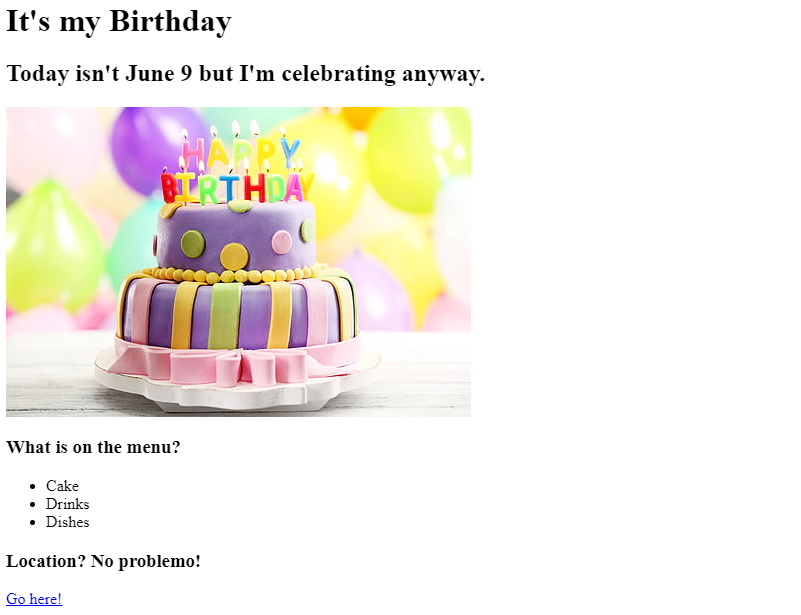 It's my Birthday
Today isn't June 9 but I'm celebrating anyway.
HAPPY
BIRTHDAY
What is on the menu?
Cake
Drinks
Dishes
Location? No problemo!
Go here!